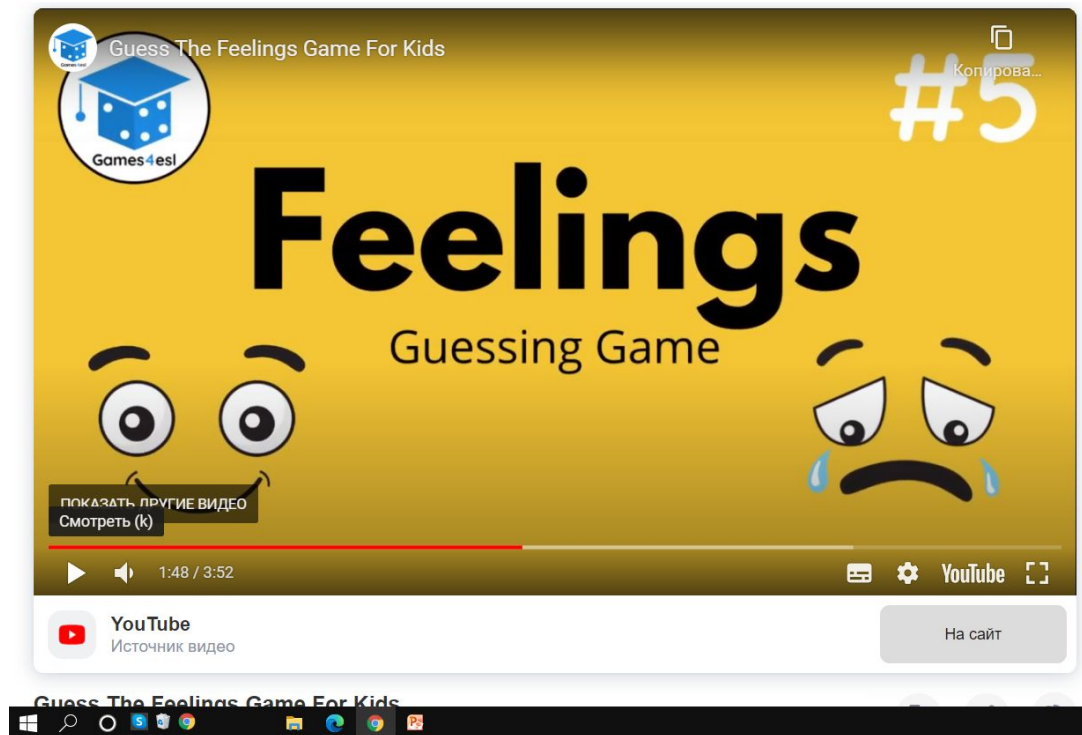 Guess The Feelings Game For Kids
Копирова...
#5
Games4esl
Feelings
Guessing Game
ПОКАЗАТЬ ДРУГИЕ ВИДЕО
Смотреть (k)
1:48 / 3:52
YouTube
YouTube
Источник видео
На сайт
Guess The Feelings Game For Kids